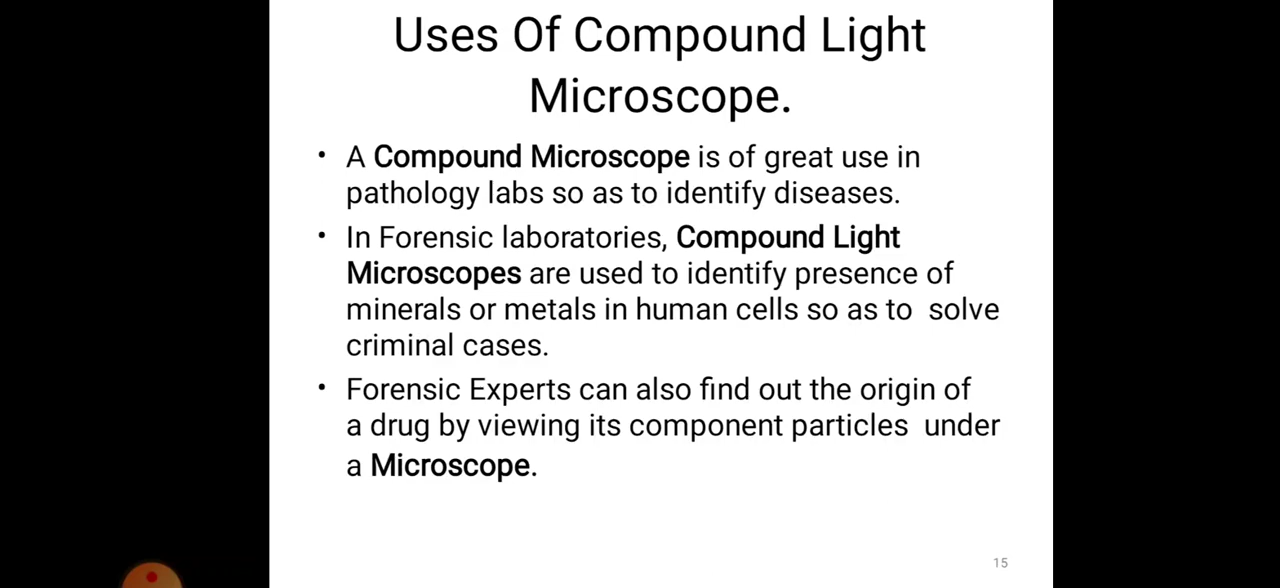 Uses Of Compound Light
Microscope.
• A Compound Microscope is of great use in
pathology labs so as to identify diseases.
• In Forensic laboratories, Compound Light
Microscopes are used to identify presence of
minerals or metals in human cells so as to  solve
criminal cases.
• Forensic Experts can also find out the origin of
a drug by viewing its component particles  under
a Microscope.
15